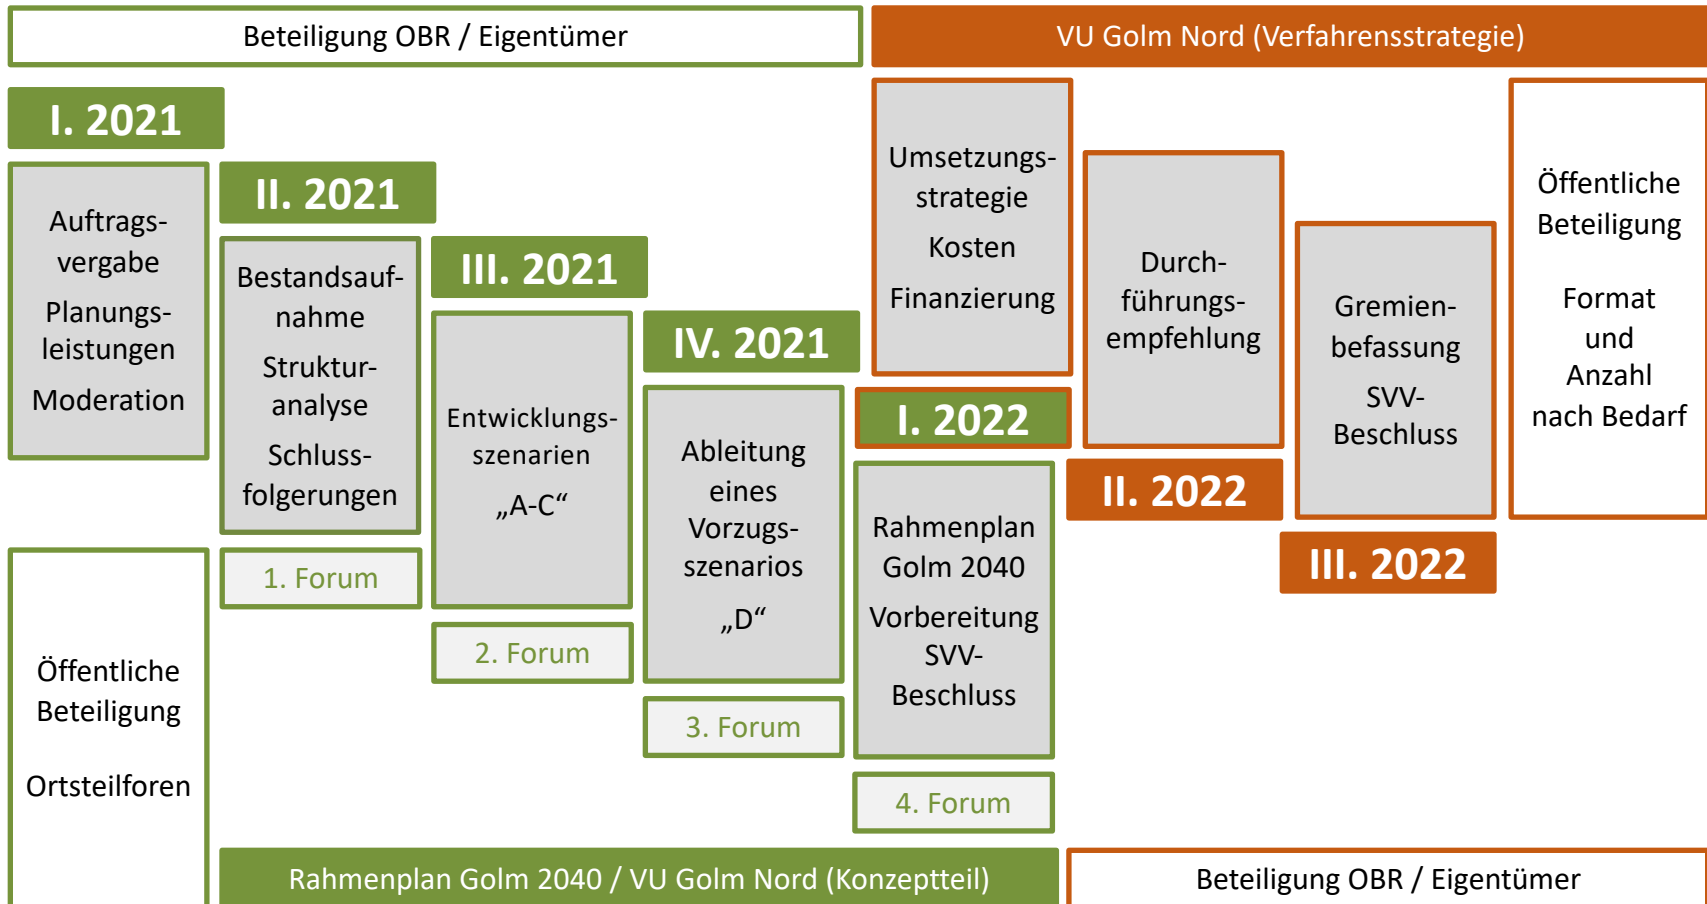 Beteiligung OBR / Eigentümer
VU Golm Nord (Verfahrensstrategie)
I. 2021
Auftrags-
vergabe
Planungs-
leistungen
Moderation
II. 2021
Bestandsauf-
nahme
Struktur-
analyse
Schluss-
folgerungen
1. Forum
III. 2021
Entwicklungs-
szenarien
„A-C“
2. Forum
IV. 2021
Ableitung
eines
Vorzugs-
szenarios
„D“
3. Forum
Umsetzungs-
strategie
Kosten
Finanzierung
I. 2022
Rahmenplan
Golm 2040
Vorbereitung
SVV-
Beschluss
4. Forum
Durch-
führungs-
empfehlung
II. 2022
Gremien-
befassung
SVV-
Beschluss
III. 2022
Öffentliche
Beteiligung
Format
und
Anzahl
nach Bedarf
Öffentliche
Beteiligung
Ortsteilforen
Rahmenplan Golm 2040 / VU Golm Nord (Konzeptteil)
Beteiligung OBR / Eigentümer